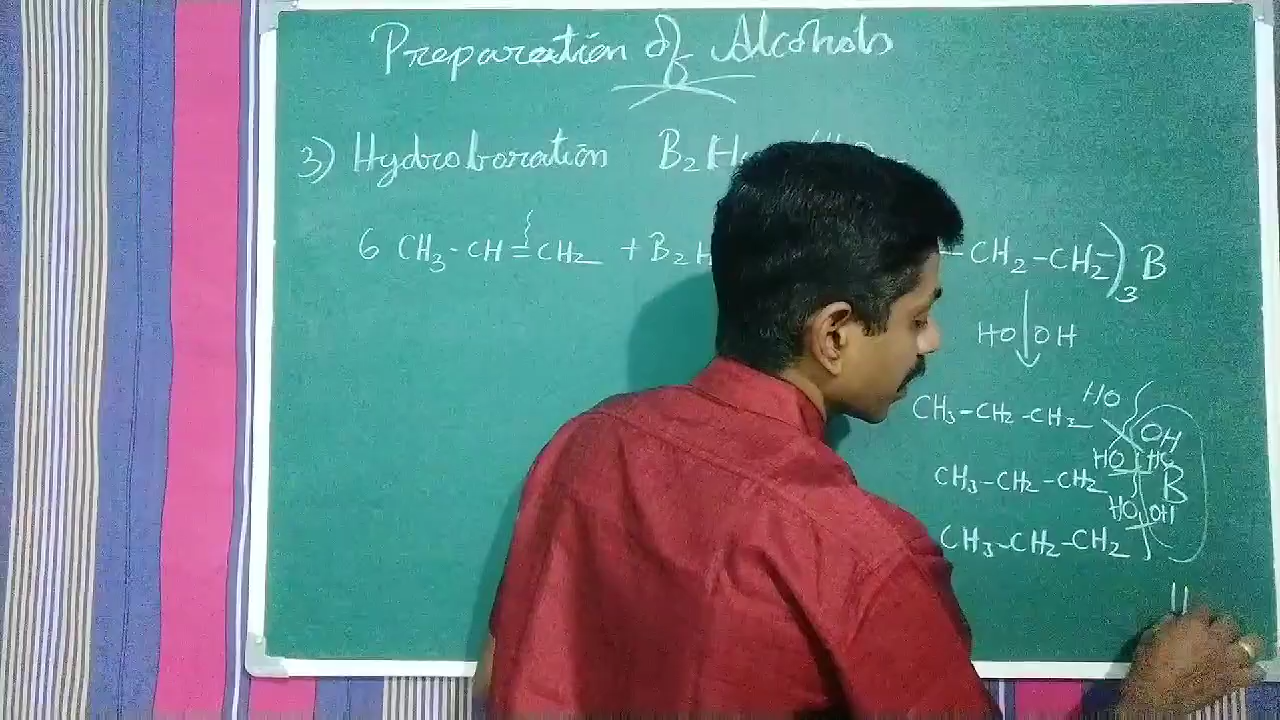 Preparation of Alcohols
3) Hydroboration B2H
6 CH3-CH=CH2 + B2H -CH2-CH2-)3 B
HO OH
HO
CH3-CH2-CH2 OH
HO
CH3-CH2-CH2 B
HO OH
CH3-CH2-CH2